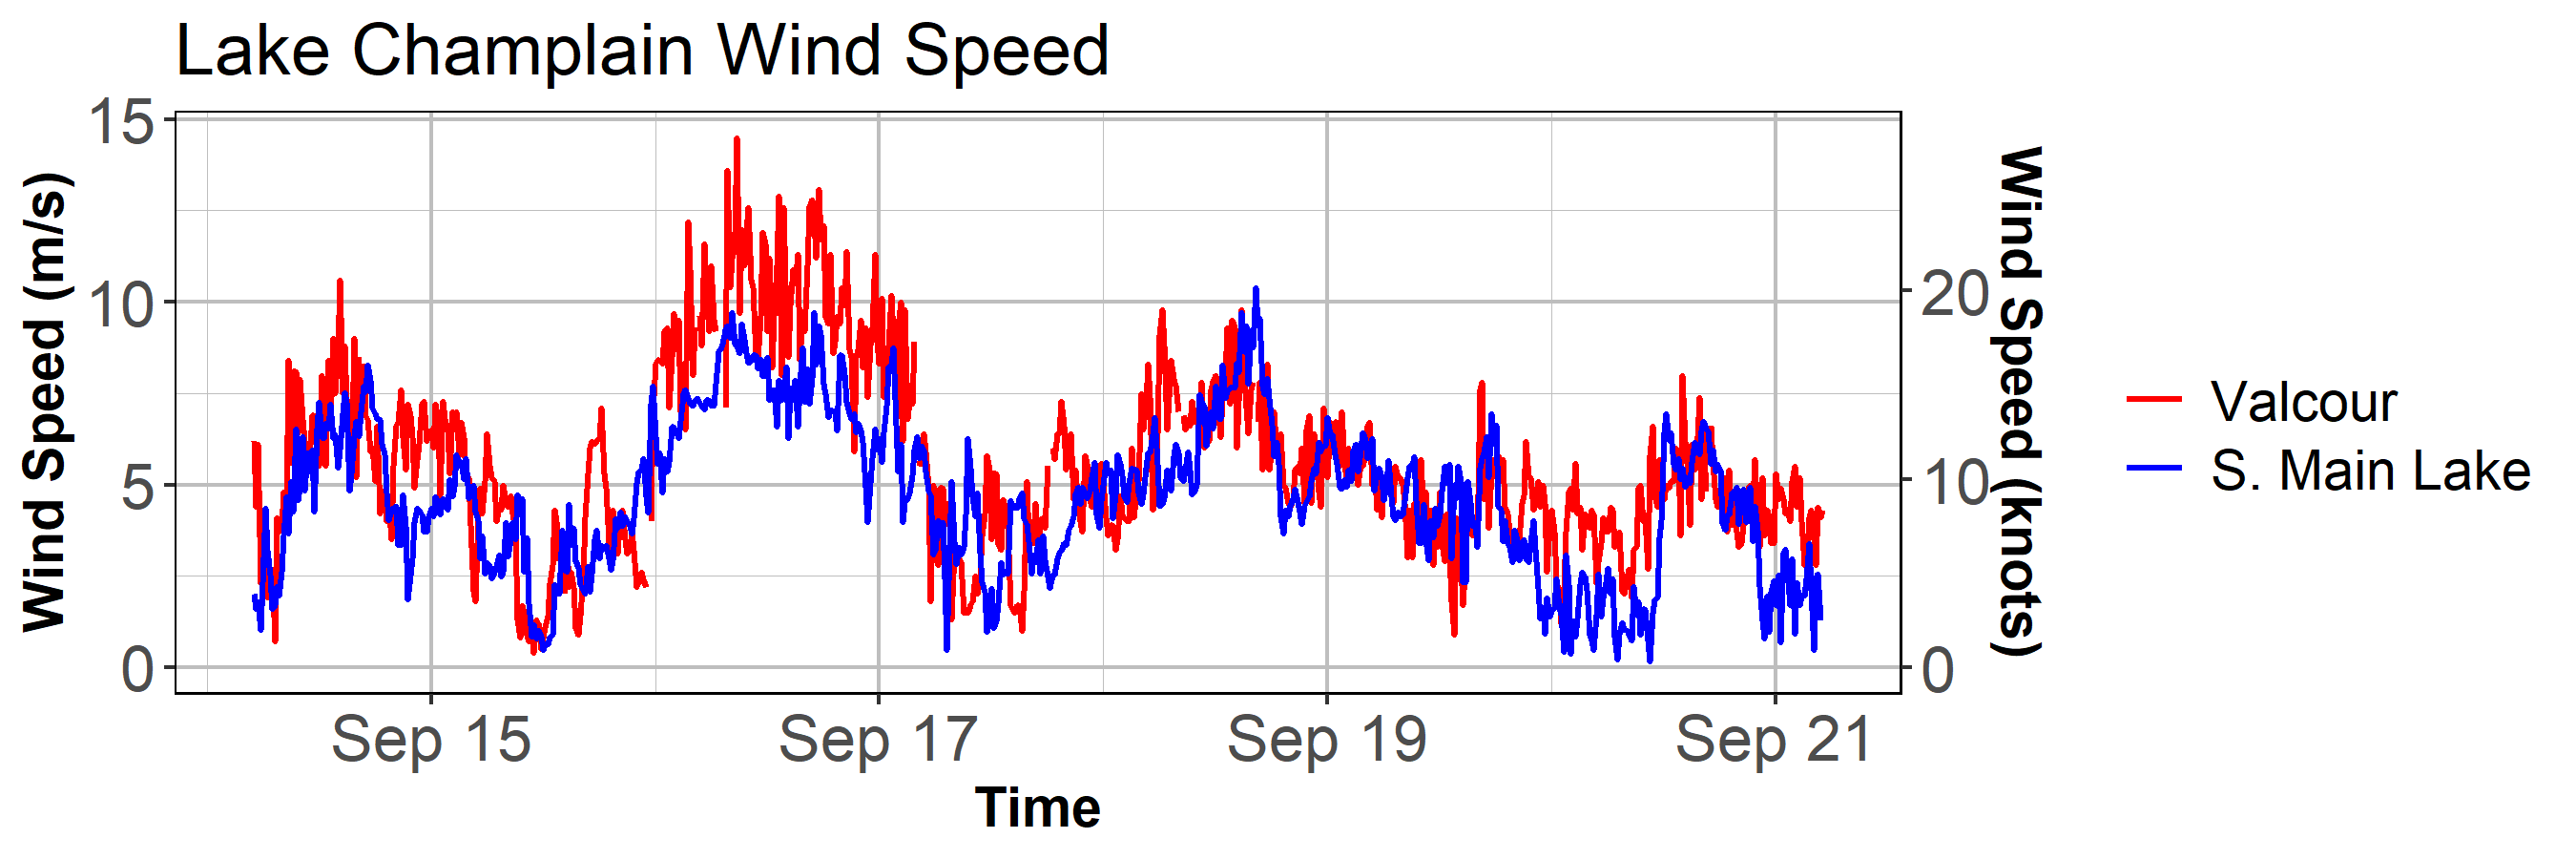 Lake Champlain Wind Speed
Wind Speed (m/s)
15
10
5
0
20
10
0
Wind Speed (knots)
Sep 15
Sep 17
Sep 19
Sep 21
Time
Valcour
S. Main Lake